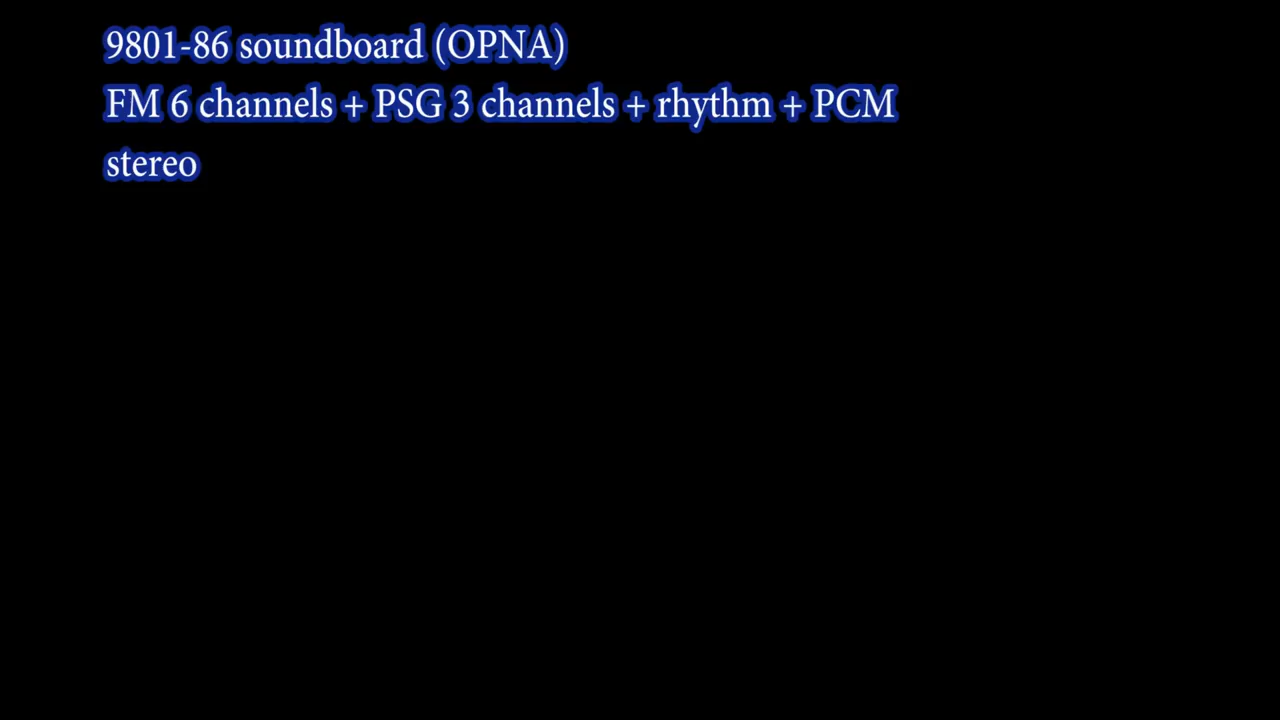 9801-86 soundboard (OPNA)
FM 6 channels + PSG 3 channels + rhythm + PCM
stereo